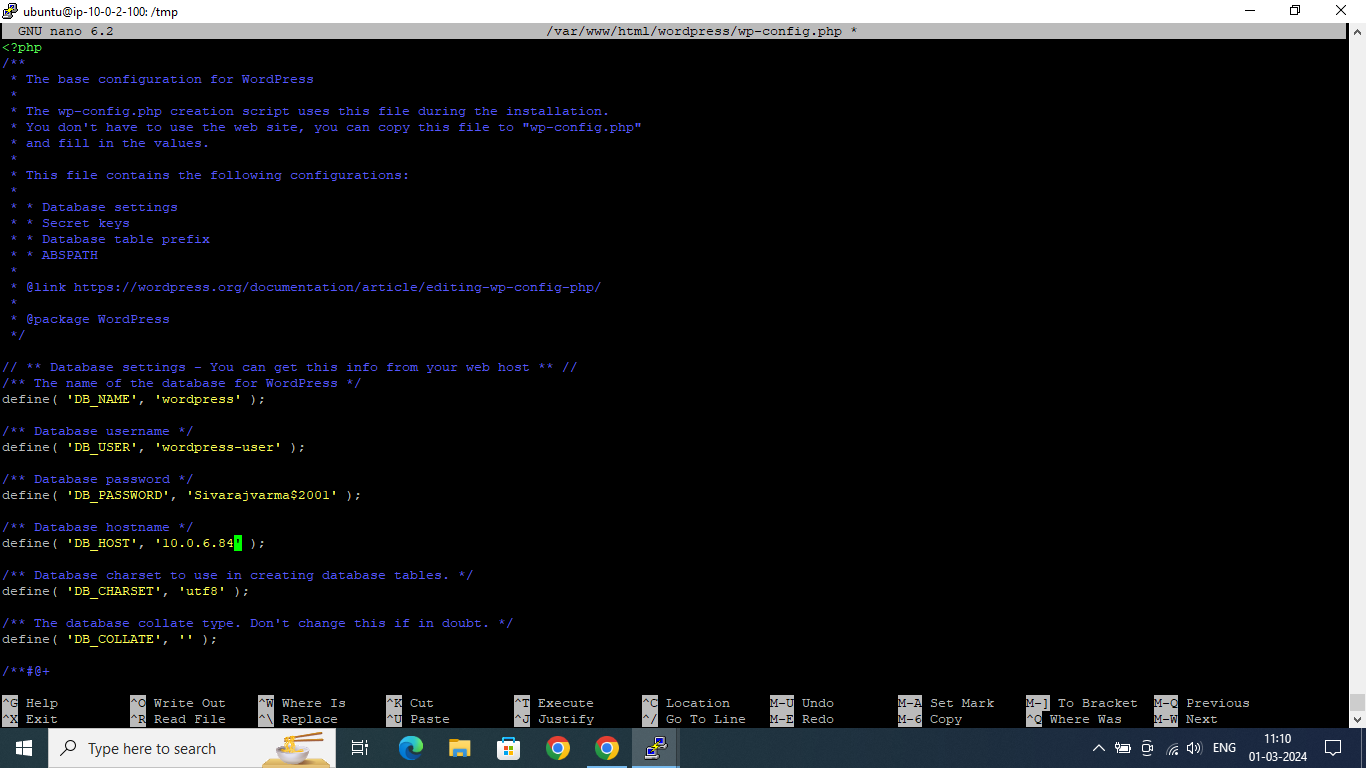 ubuntu@ip-10-0-2-100: /tmp
GNU nano 6.2 /var/www/html/wordpress/wp-config.php *
<?php
/**
 * The base configuration for WordPress
 *
 * The wp-config.php creation script uses this file during the installation.
 * You don't have to use the web site, you can copy this file to "wp-config.php"
 * and fill in the values.
 *
 * This file contains the following configurations:
 *
 * * Database settings
 * * Secret keys
 * * Database table prefix
 * * ABSPATH
 *
 * @link https://wordpress.org/documentation/article/editing-wp-config-php/
 *
 * @package WordPress
 */
// ** Database settings - You can get this info from your web host ** //
/** The name of the database for WordPress */
define( 'DB_NAME', 'wordpress' );
/** Database username */
define( 'DB_USER', 'wordpress-user' );
/** Database password */
define( 'DB_PASSWORD', 'Sivarajvarma$2001' );
/** Database hostname */
define( 'DB_HOST', '10.0.6.84' );
/** Database charset to use in creating database tables. */
define( 'DB_CHARSET', 'utf8' );
/** The database collate type. Don't change this if in doubt. */
define( 'DB_COLLATE', '' );
/**#@+
^G Help ^O Write Out ^W Where Is ^K Cut ^T Execute ^C Location M-U Undo M-A Set Mark M-] To Bracket M-Q Previous
^X Exit ^R Read File ^\ Replace ^U Paste ^J Justify ^/ Go To Line M-E Redo M-6 Copy ^Q Where Was M-W Next
Type here to search
ENG
11:10
01-03-2024